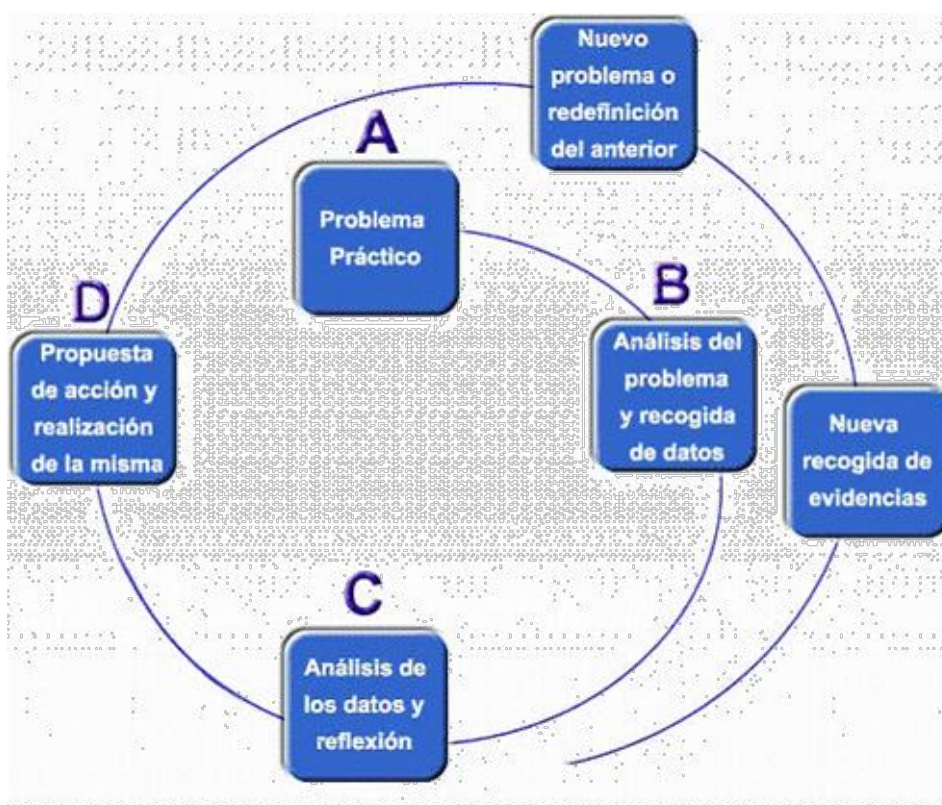 Nuevo
problema o
redefinición
del anterior
A
Problema
Práctico
B
Análisis del
problema
y recogida
de datos
D
Propuesta
de acción y
realización
de la misma
Nueva
recogida de
evidencias
C
Análisis de
los datos y
reflexión